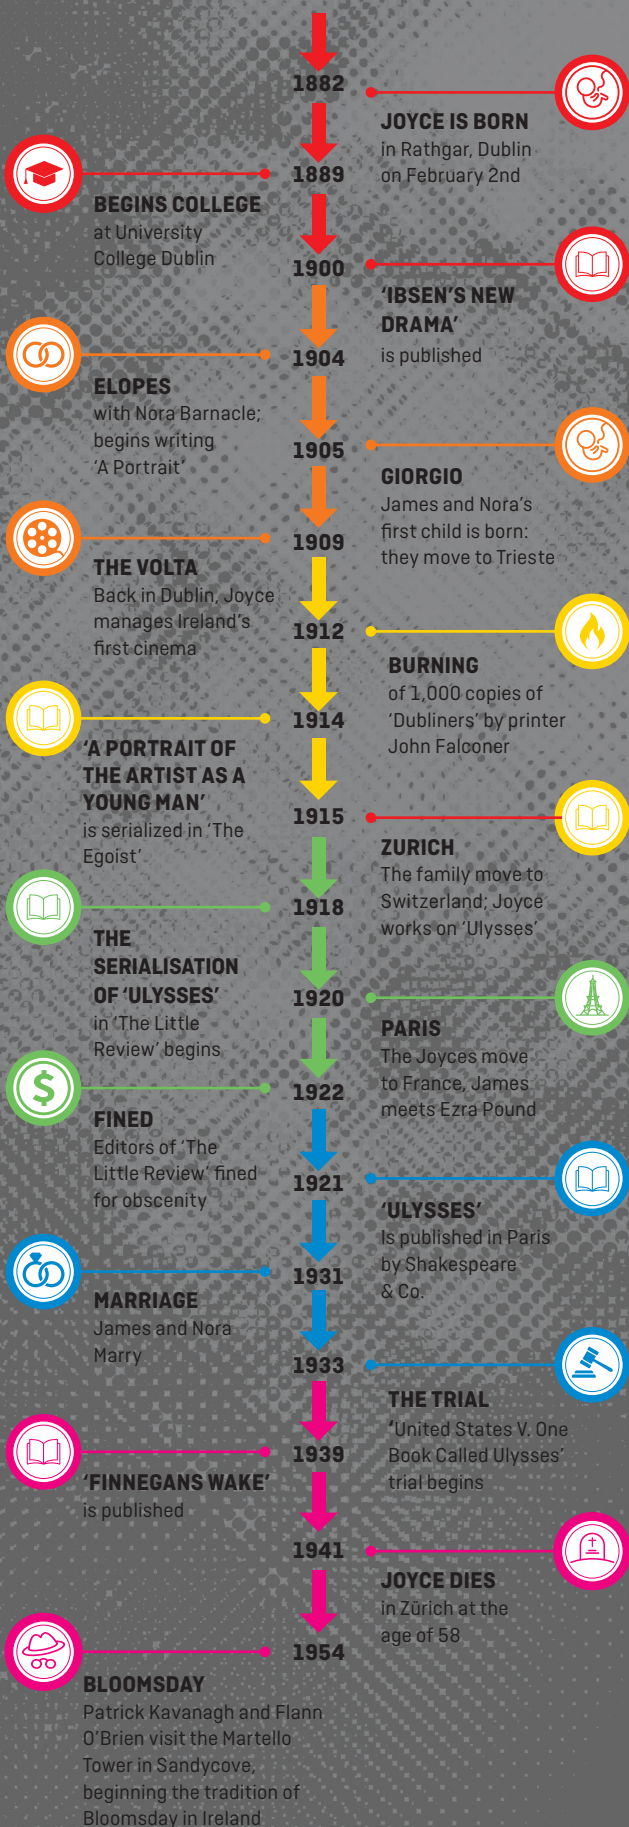 1882
JOYCE IS BORN
in Rathgar, Dublin
on February 2nd
1889
BEGINS COLLEGE
at University
College Dublin
1900
‘IBSEN’S NEW
DRAMA’
is published
1904
ELOPES
with Nora Barnacle;
begins writing
‘A Portrait’
1905
GIORGIO
James and Nora’s
first child is born:
they move to Trieste
1909
THE VOLTA
Back in Dublin, Joyce
manages Ireland’s
first cinema
1912
BURNING
of 1,000 copies of
‘Dubliners’ by printer
John Falconer
1914
‘A PORTRAIT OF
THE ARTIST AS A
YOUNG MAN’
is serialized in ‘The
Egoist’
1915
ZURICH
The family move to
Switzerland; Joyce
works on ‘Ulysses’
1918
THE
SERIALISATION
OF ‘ULYSSES’
in ‘The Little
Review’ begins
1920
PARIS
The Joyces move
to France, James
meets Ezra Pound
1922
FINED
Editors of ‘The
Little Review’ fined
for obscenity
1921
‘ULYSSES’
Is published in Paris
by Shakespeare
& Co.
1931
MARRIAGE
James and Nora
Marry
1933
THE TRIAL
‘United States V. One
Book Called Ulysses’
trial begins
1939
‘FINNEGANS WAKE’
is published
1941
JOYCE DIES
in Zürich at the
age of 58
1954
BLOOMSDAY
Patrick Kavanagh and Flann
O’Brien visit the Martello
Tower in Sandycove,
beginning the tradition of
Bloomsday in Ireland